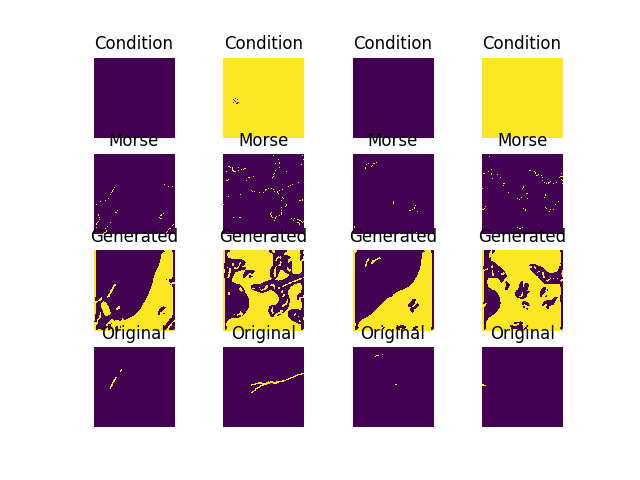 Condition Condition Condition Condition
Morse Morse Morse Morse
Generated Generated Generated Generated
Original Original Original Original